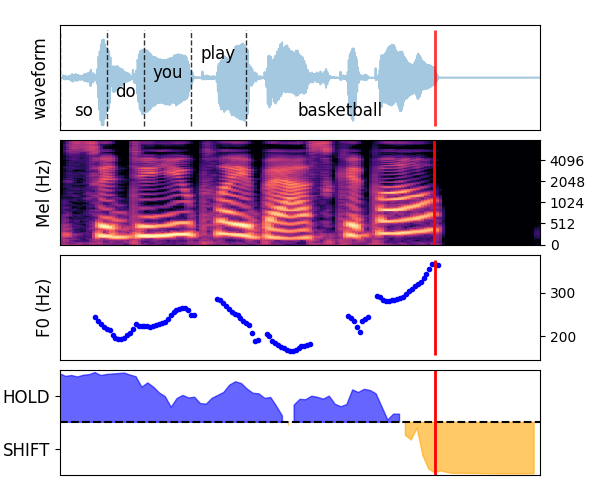 waveform
so
do
you
play
basketball
Mel (Hz)
4096
2048
1024
512
0
F0 (Hz)
300
200
HOLD
SHIFT